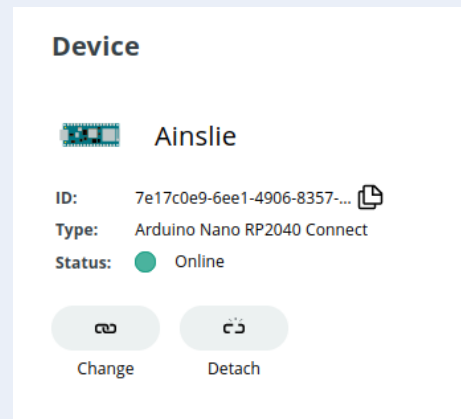 Device
Ainslie
ID: 7e17c0e9-6ee1-4906-8357-...
Type: Arduino Nano RP2040 Connect
Status: Online
Change Detach